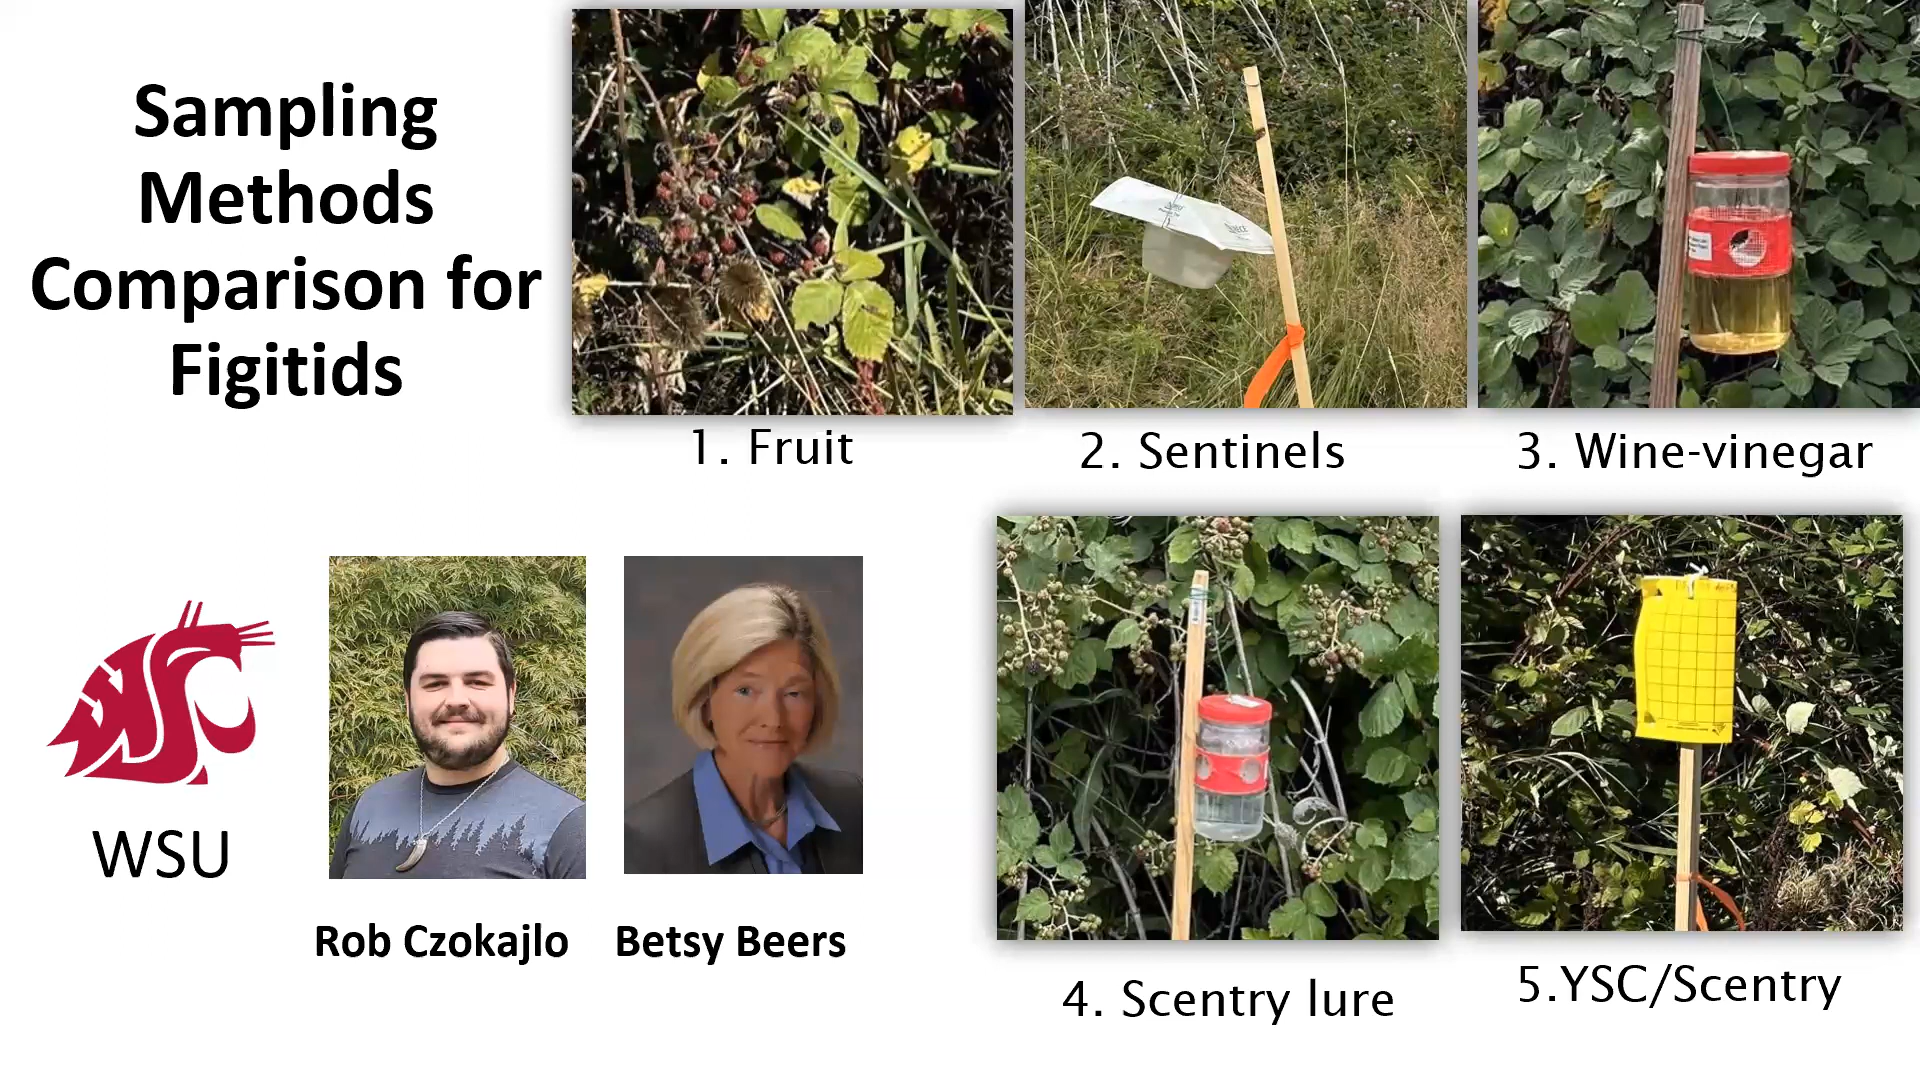 Sampling
Methods
Comparison for
Figitids
1. Fruit
2. Sentinels
3. Wine-vinegar
WSU
Rob Czokajlo
Betsy Beers
4. Scentry lure
5.YSC/Scentry